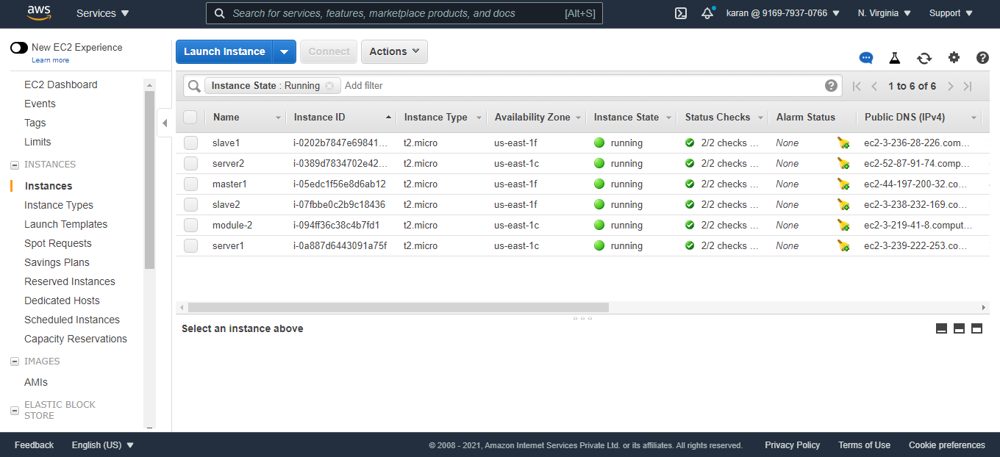 aws
Services
Search for services, features, marketplace products, and docs [Alt+S]
karan @ 9169-7937-0766
N. Virginia
Support
New EC2 Experience
Learn more
EC2 Dashboard
Events
Tags
Limits
INSTANCES
Instances
Instance Types
Launch Templates
Spot Requests
Savings Plans
Reserved Instances
Dedicated Hosts
Scheduled Instances
Capacity Reservations
IMAGES
AMIs
ELASTIC BLOCK
STORE
Launch Instance
Connect
Actions
Instance State : Running Add filter
1 to 6 of 6
Name Instance ID Instance Type Availability Zone Instance State Status Checks Alarm Status Public DNS (IPv4)
slave1 i-0202b7847e69841... t2.micro us-east-1f running 2/2 checks ... None ec2-3-236-28-226.com...
server2 i-0389d7834702e42... t2.micro us-east-1c running 2/2 checks ... None ec2-52-87-91-74.comp...
master1 i-05edc1f56e8d6ab12 t2.micro us-east-1f running 2/2 checks ... None ec2-44-197-200-32.co...
slave2 i-07fbbe0c2b9c18436 t2.micro us-east-1f running 2/2 checks ... None ec2-3-238-232-169.co...
module-2 i-094ff36c38c4b7fd1 t2.micro us-east-1c running 2/2 checks ... None ec2-3-219-41-8.comput...
server1 i-0a887d6443091a75f t2.micro us-east-1c running 2/2 checks ... None ec2-3-239-222-253.co...
Select an instance above
Feedback English (US) © 2008 - 2021, Amazon Internet Services Private Ltd. or its affiliates. All rights reserved. Privacy Policy Terms of Use Cookie preferences